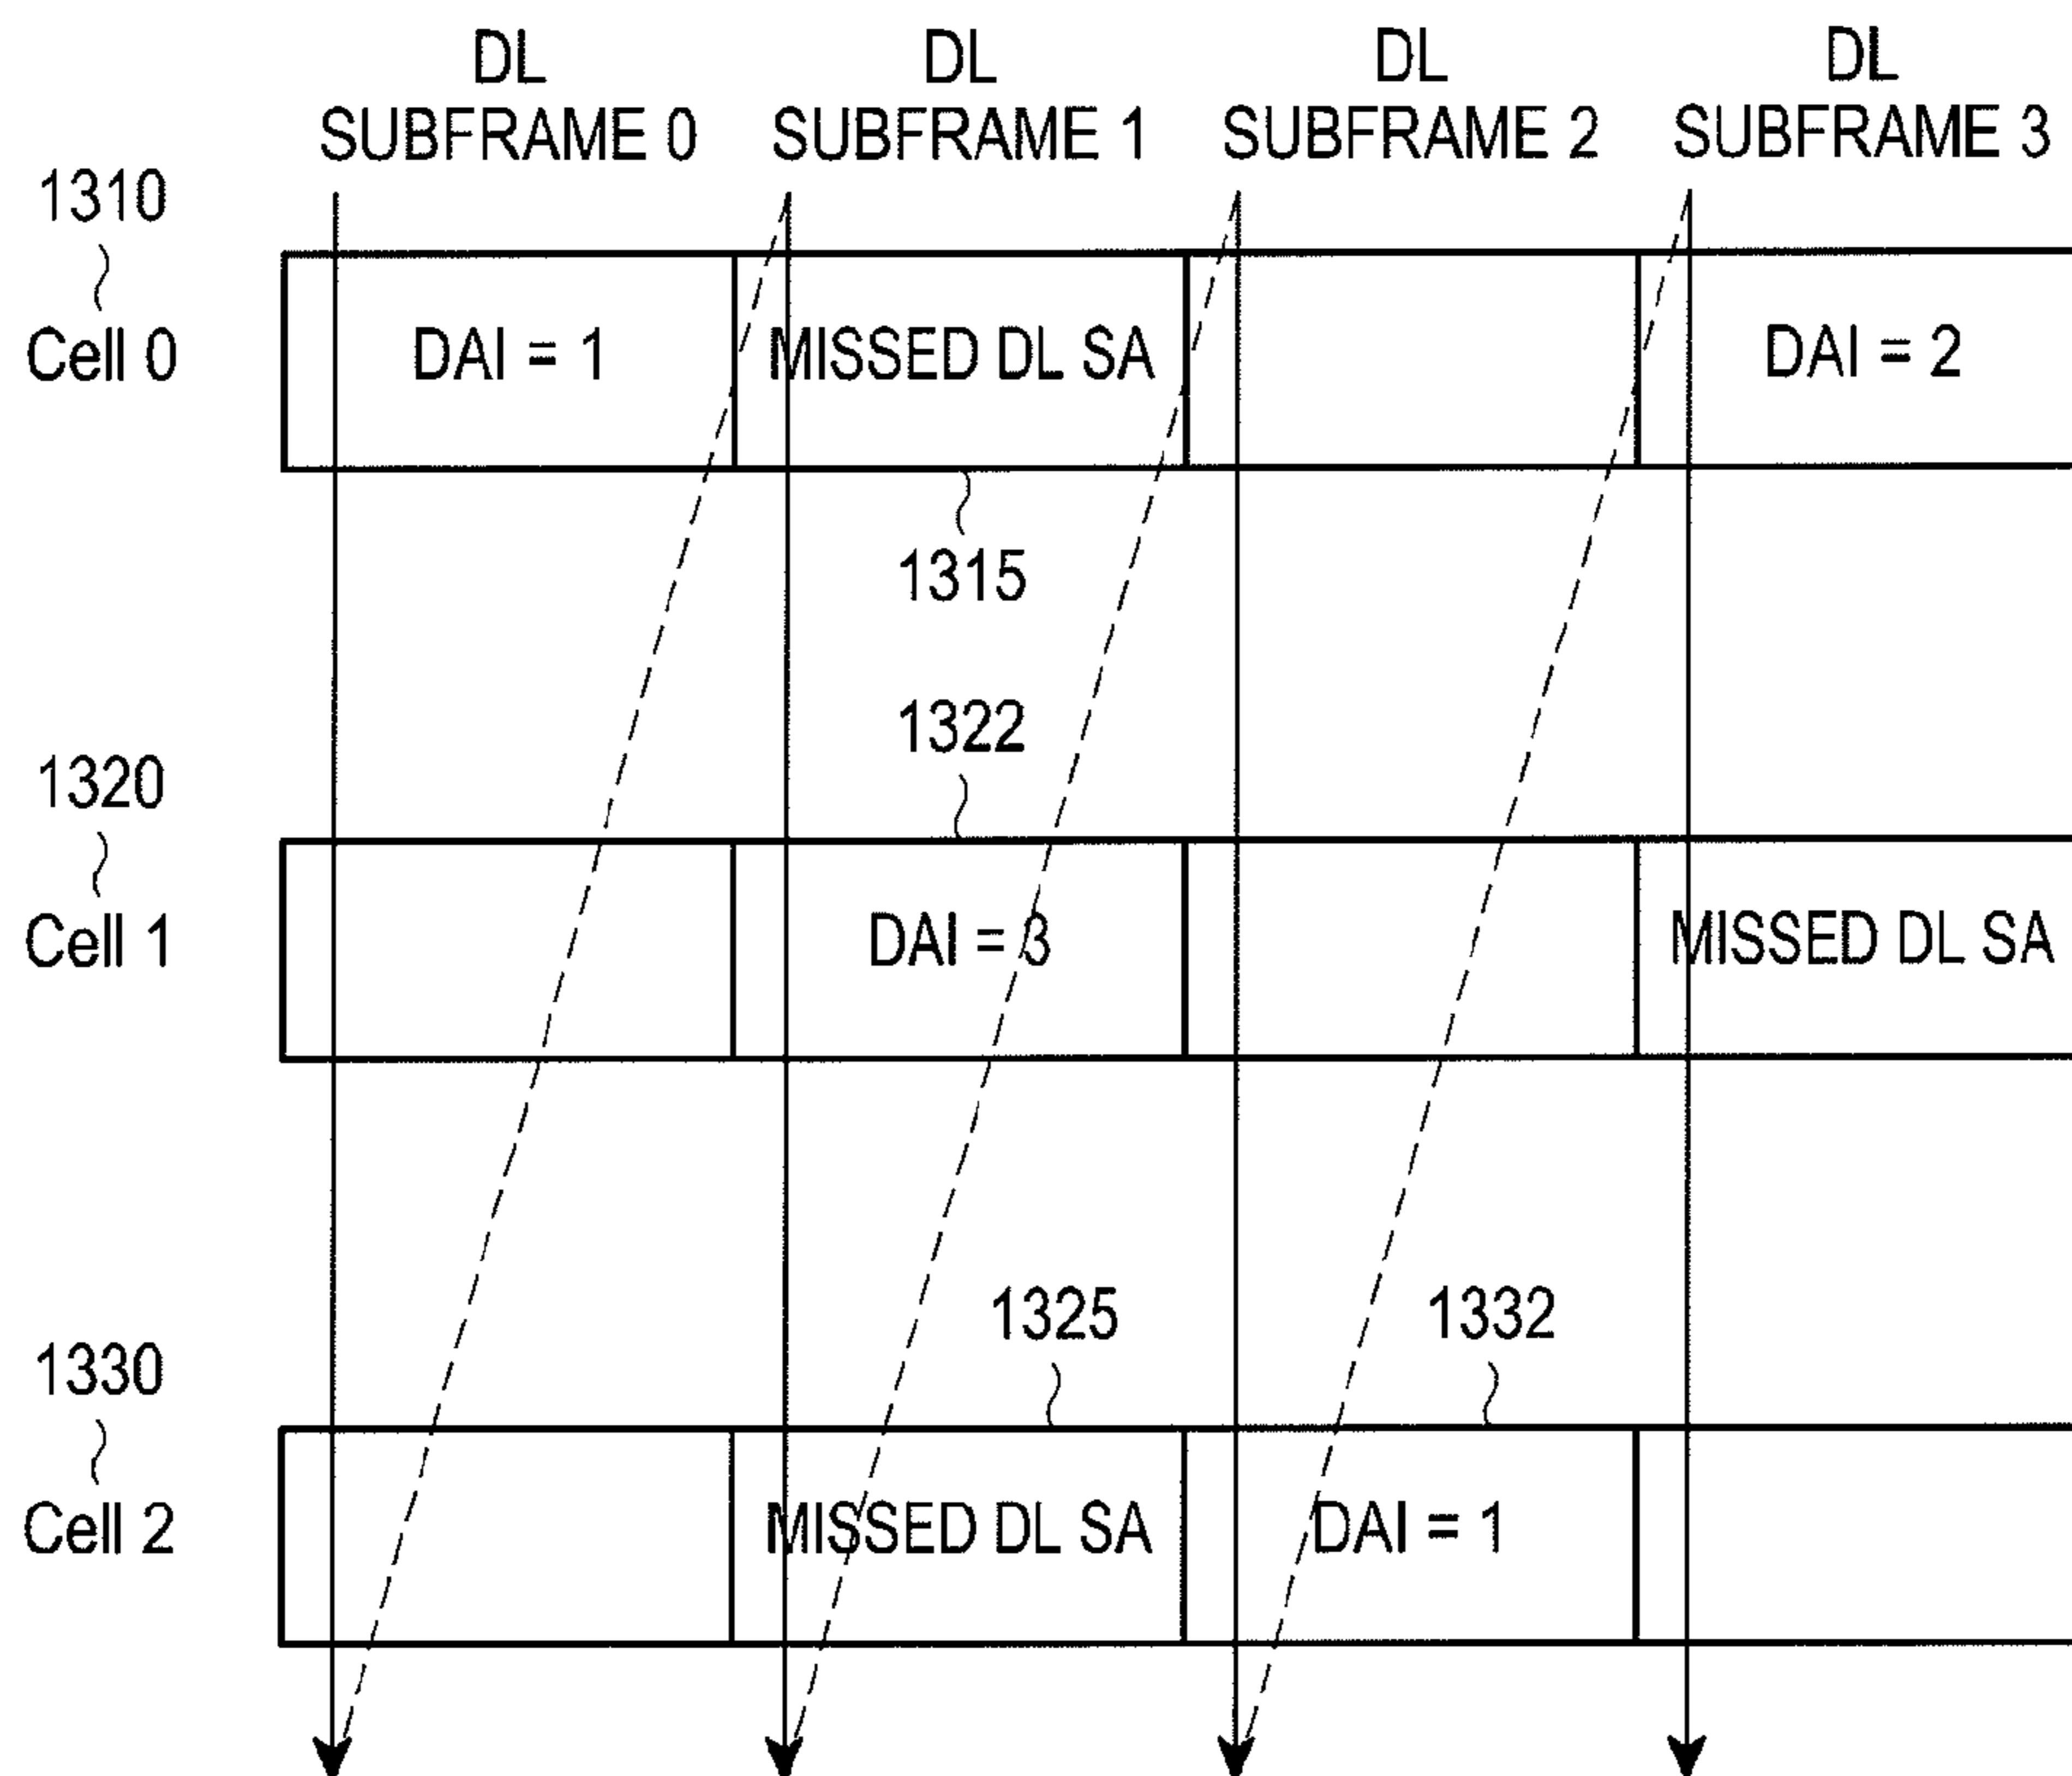 DL SUBFRAME 0
DL SUBFRAME 1
DL SUBFRAME 2
DL SUBFRAME 3
1310
Cell 0
DAI = 1
MISSED DL SA
DAI = 2
1315
1322
1320
Cell 1
DAI = 3
MISSED DL SA
1325
1332
1330
Cell 2
MISSED DL SA
DAI = 1